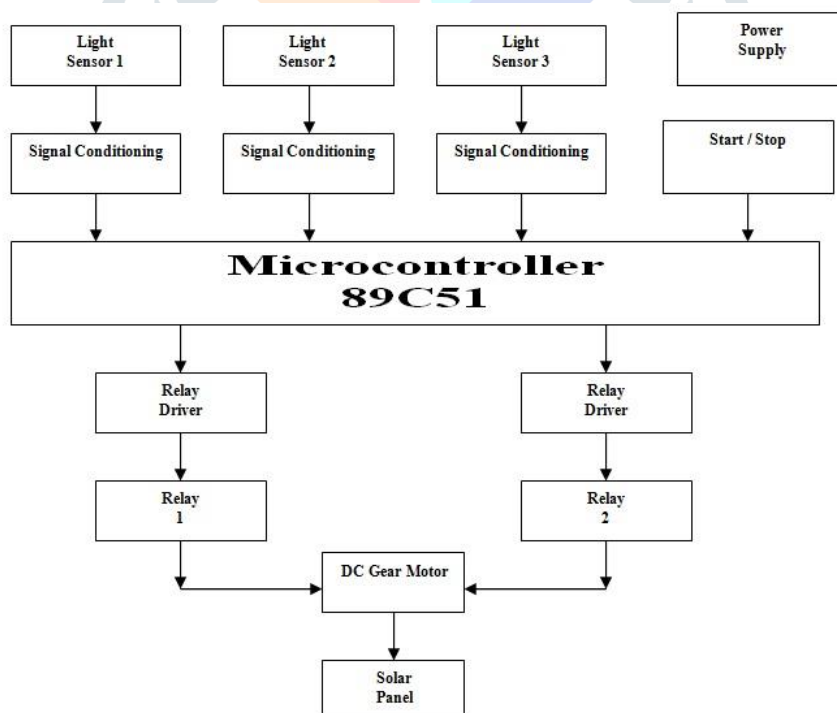 Light
Sensor 1
Light
Sensor 2
Light
Sensor 3
Power
Supply
Signal Conditioning
Signal Conditioning
Signal Conditioning
Start / Stop
Microcontroller
89C51
Relay
Driver
Relay
Driver
Relay
1
Relay
2
DC Gear Motor
Solar
Panel